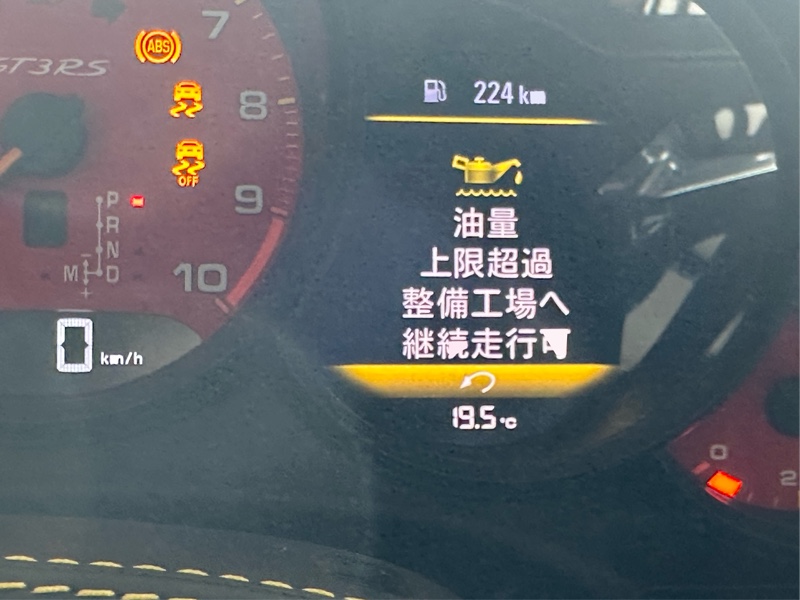 7
ABS
GT3RS
8
OFF
9
P
R
N
M D
- +
10
0 km/h
224 km
油量
上限超過
整備工場へ
継続走行可
19.5°C
0
2